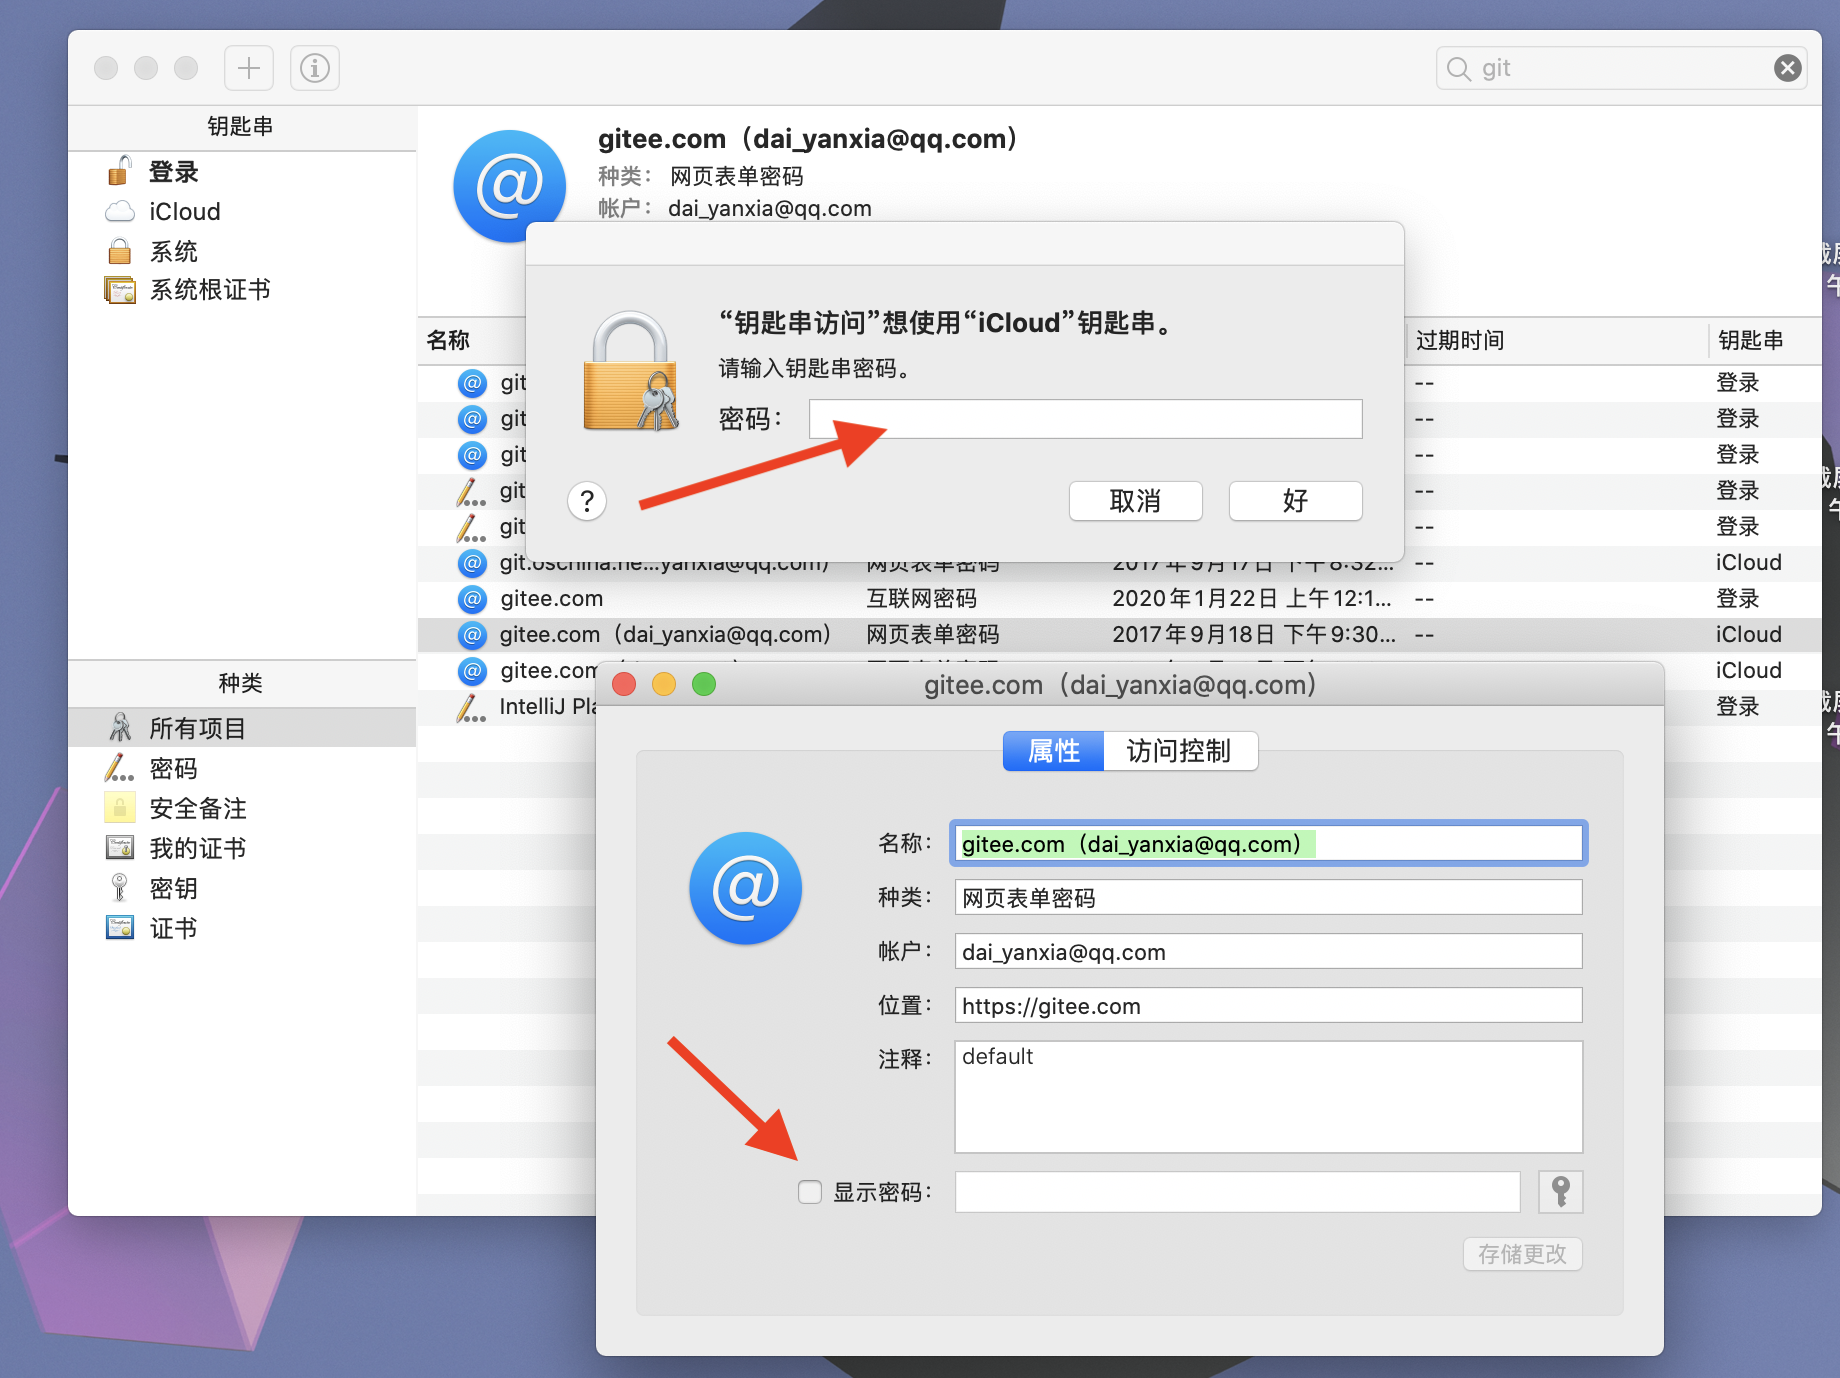 git
钥匙串
登录
iCloud
系统
系统根证书
gitee.com（dai_yanxia@qq.com）
种类： 网页表单密码
帐户： dai_yanxia@qq.com
“钥匙串访问”想使用“iCloud”钥匙串。
请输入钥匙串密码。
密码：
?
取消
好
名称 过期时间 钥匙串
git -- 登录
git -- 登录
git -- 登录
git -- 登录
git -- 登录
git.oschina.ne...yanxia@qq.com） 网页表单密码 2017年9月17日 下午8:32... -- iCloud
gitee.com 互联网密码 2020年1月22日 上午12:1... -- 登录
gitee.com（dai_yanxia@qq.com） 网页表单密码 2017年9月18日 下午9:30... -- iCloud
gitee.com iCloud
IntelliJ Pla 登录
种类
所有项目
密码
安全备注
我的证书
密钥
证书
gitee.com（dai_yanxia@qq.com）
属性 访问控制
名称： gitee.com（dai_yanxia@qq.com）
种类： 网页表单密码
帐户： dai_yanxia@qq.com
位置： https://gitee.com
注释： default
显示密码：
存储更改